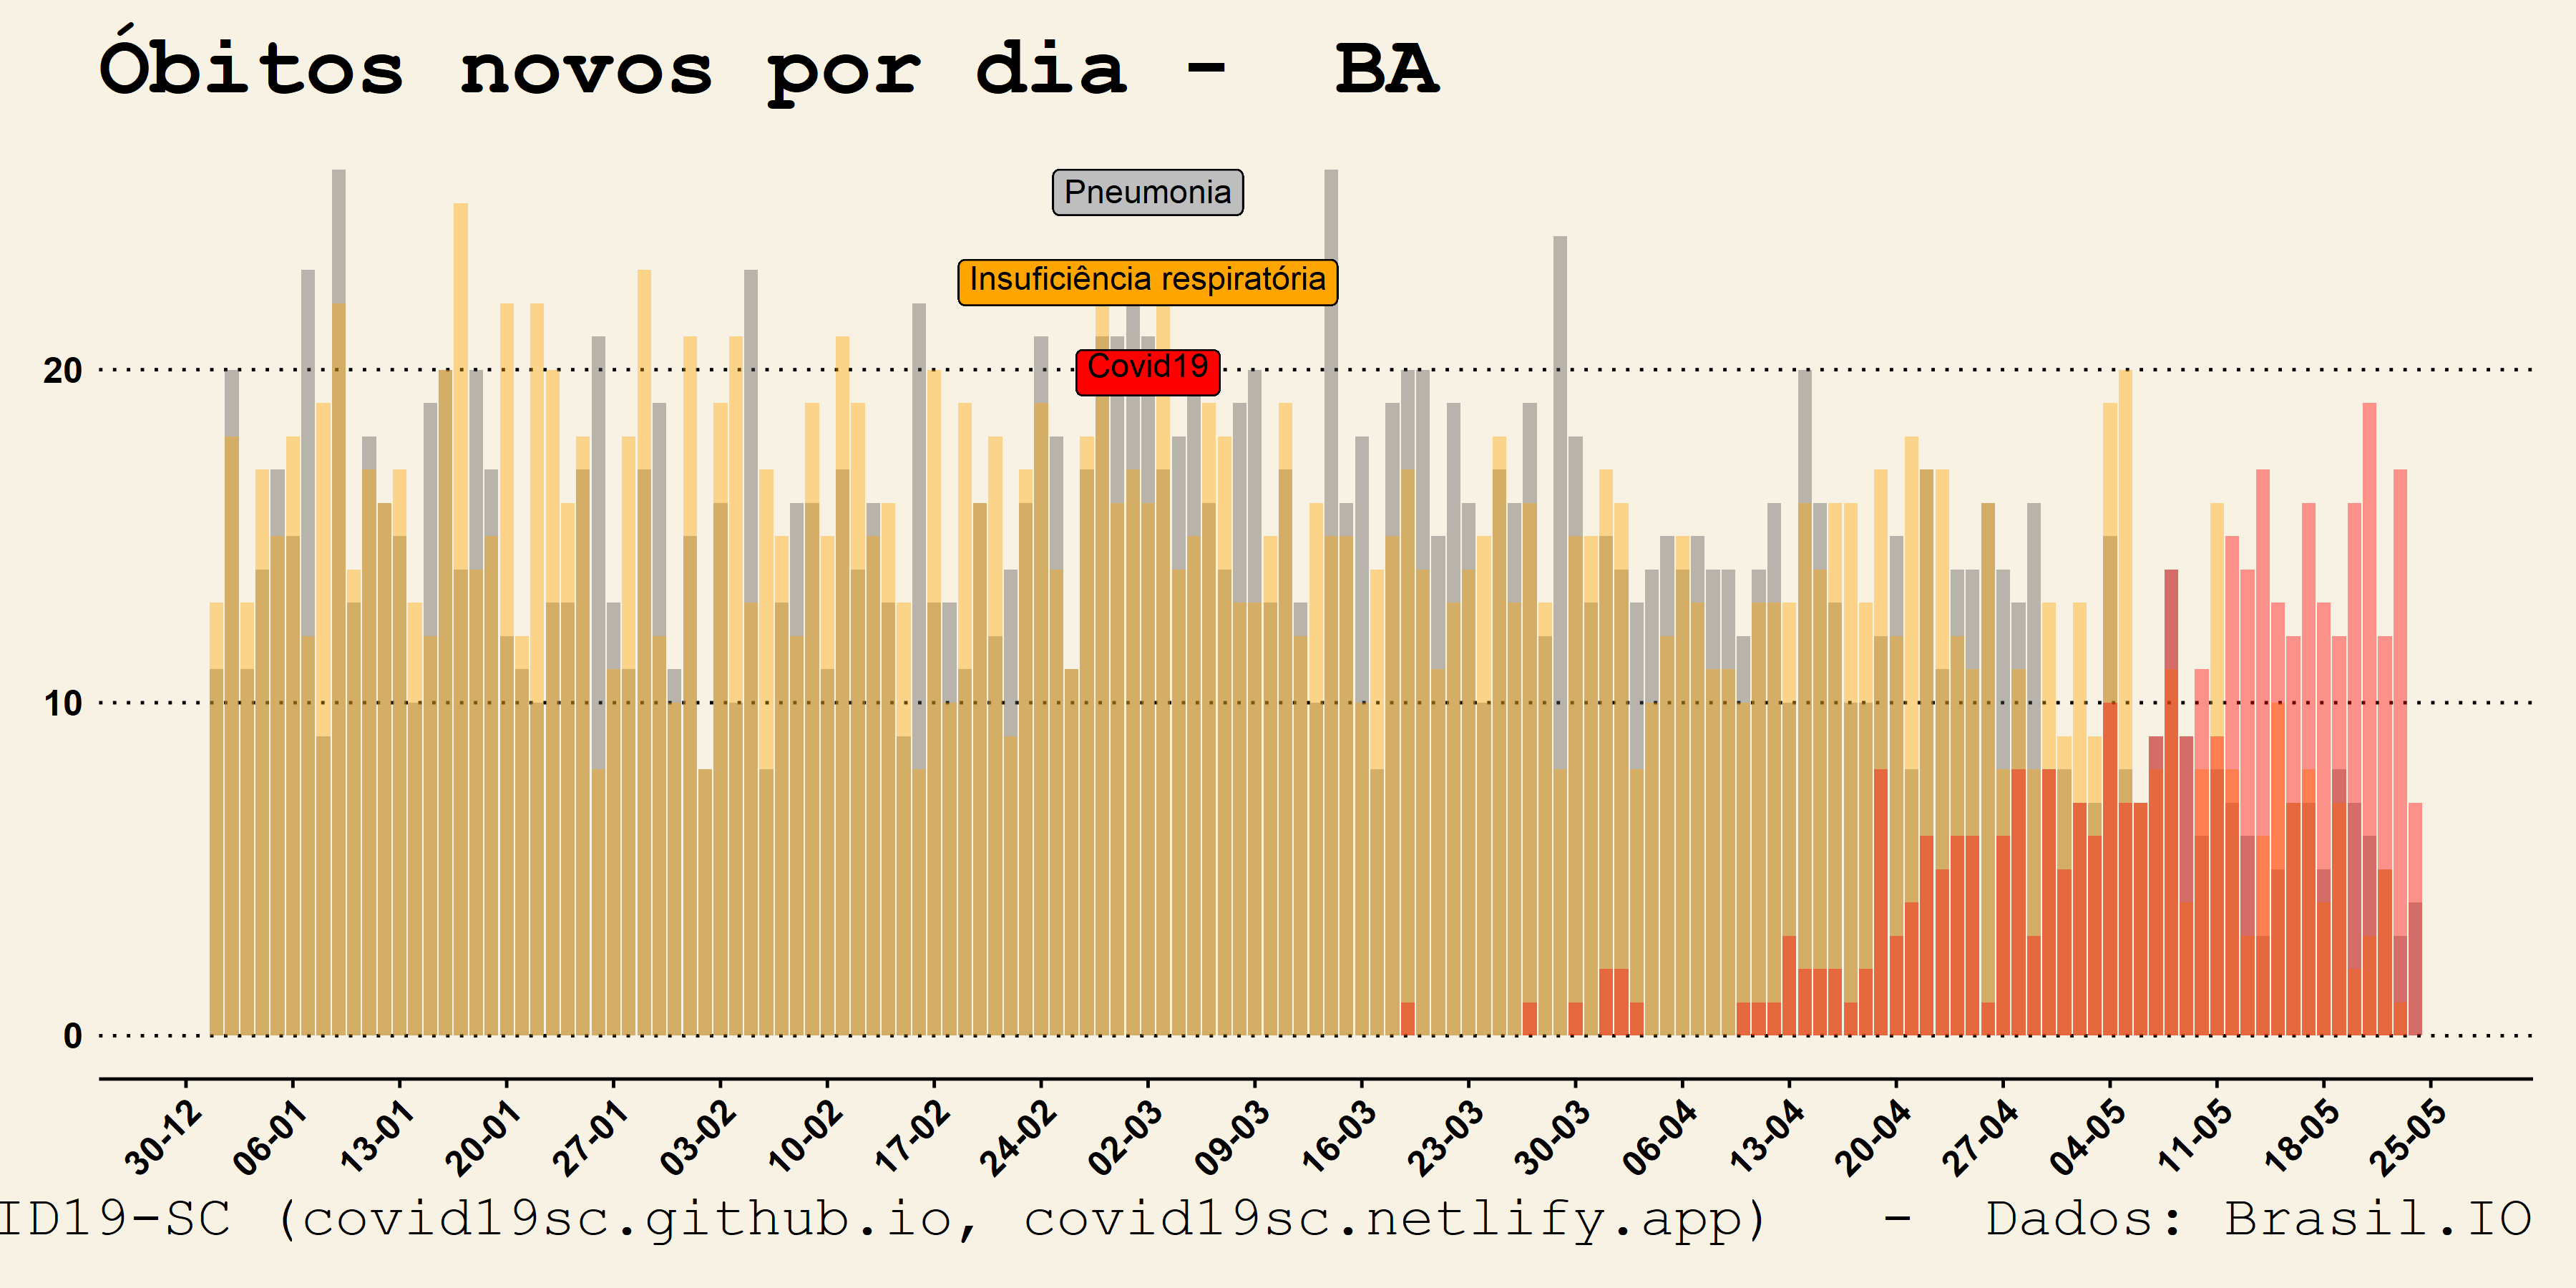 Óbitos novos por dia - BA
Pneumonia
Insuficiência respiratória
Covid19
20
10
0
30-12 06-01 13-01 20-01 27-01 03-02 10-02 17-02 24-02 02-03 09-03 16-03 23-03 30-03 06-04 13-04 20-04 27-04 04-05 11-05 18-05 25-05
ID19-SC (covid19sc.github.io, covid19sc.netlify.app) - Dados: Brasil.IO